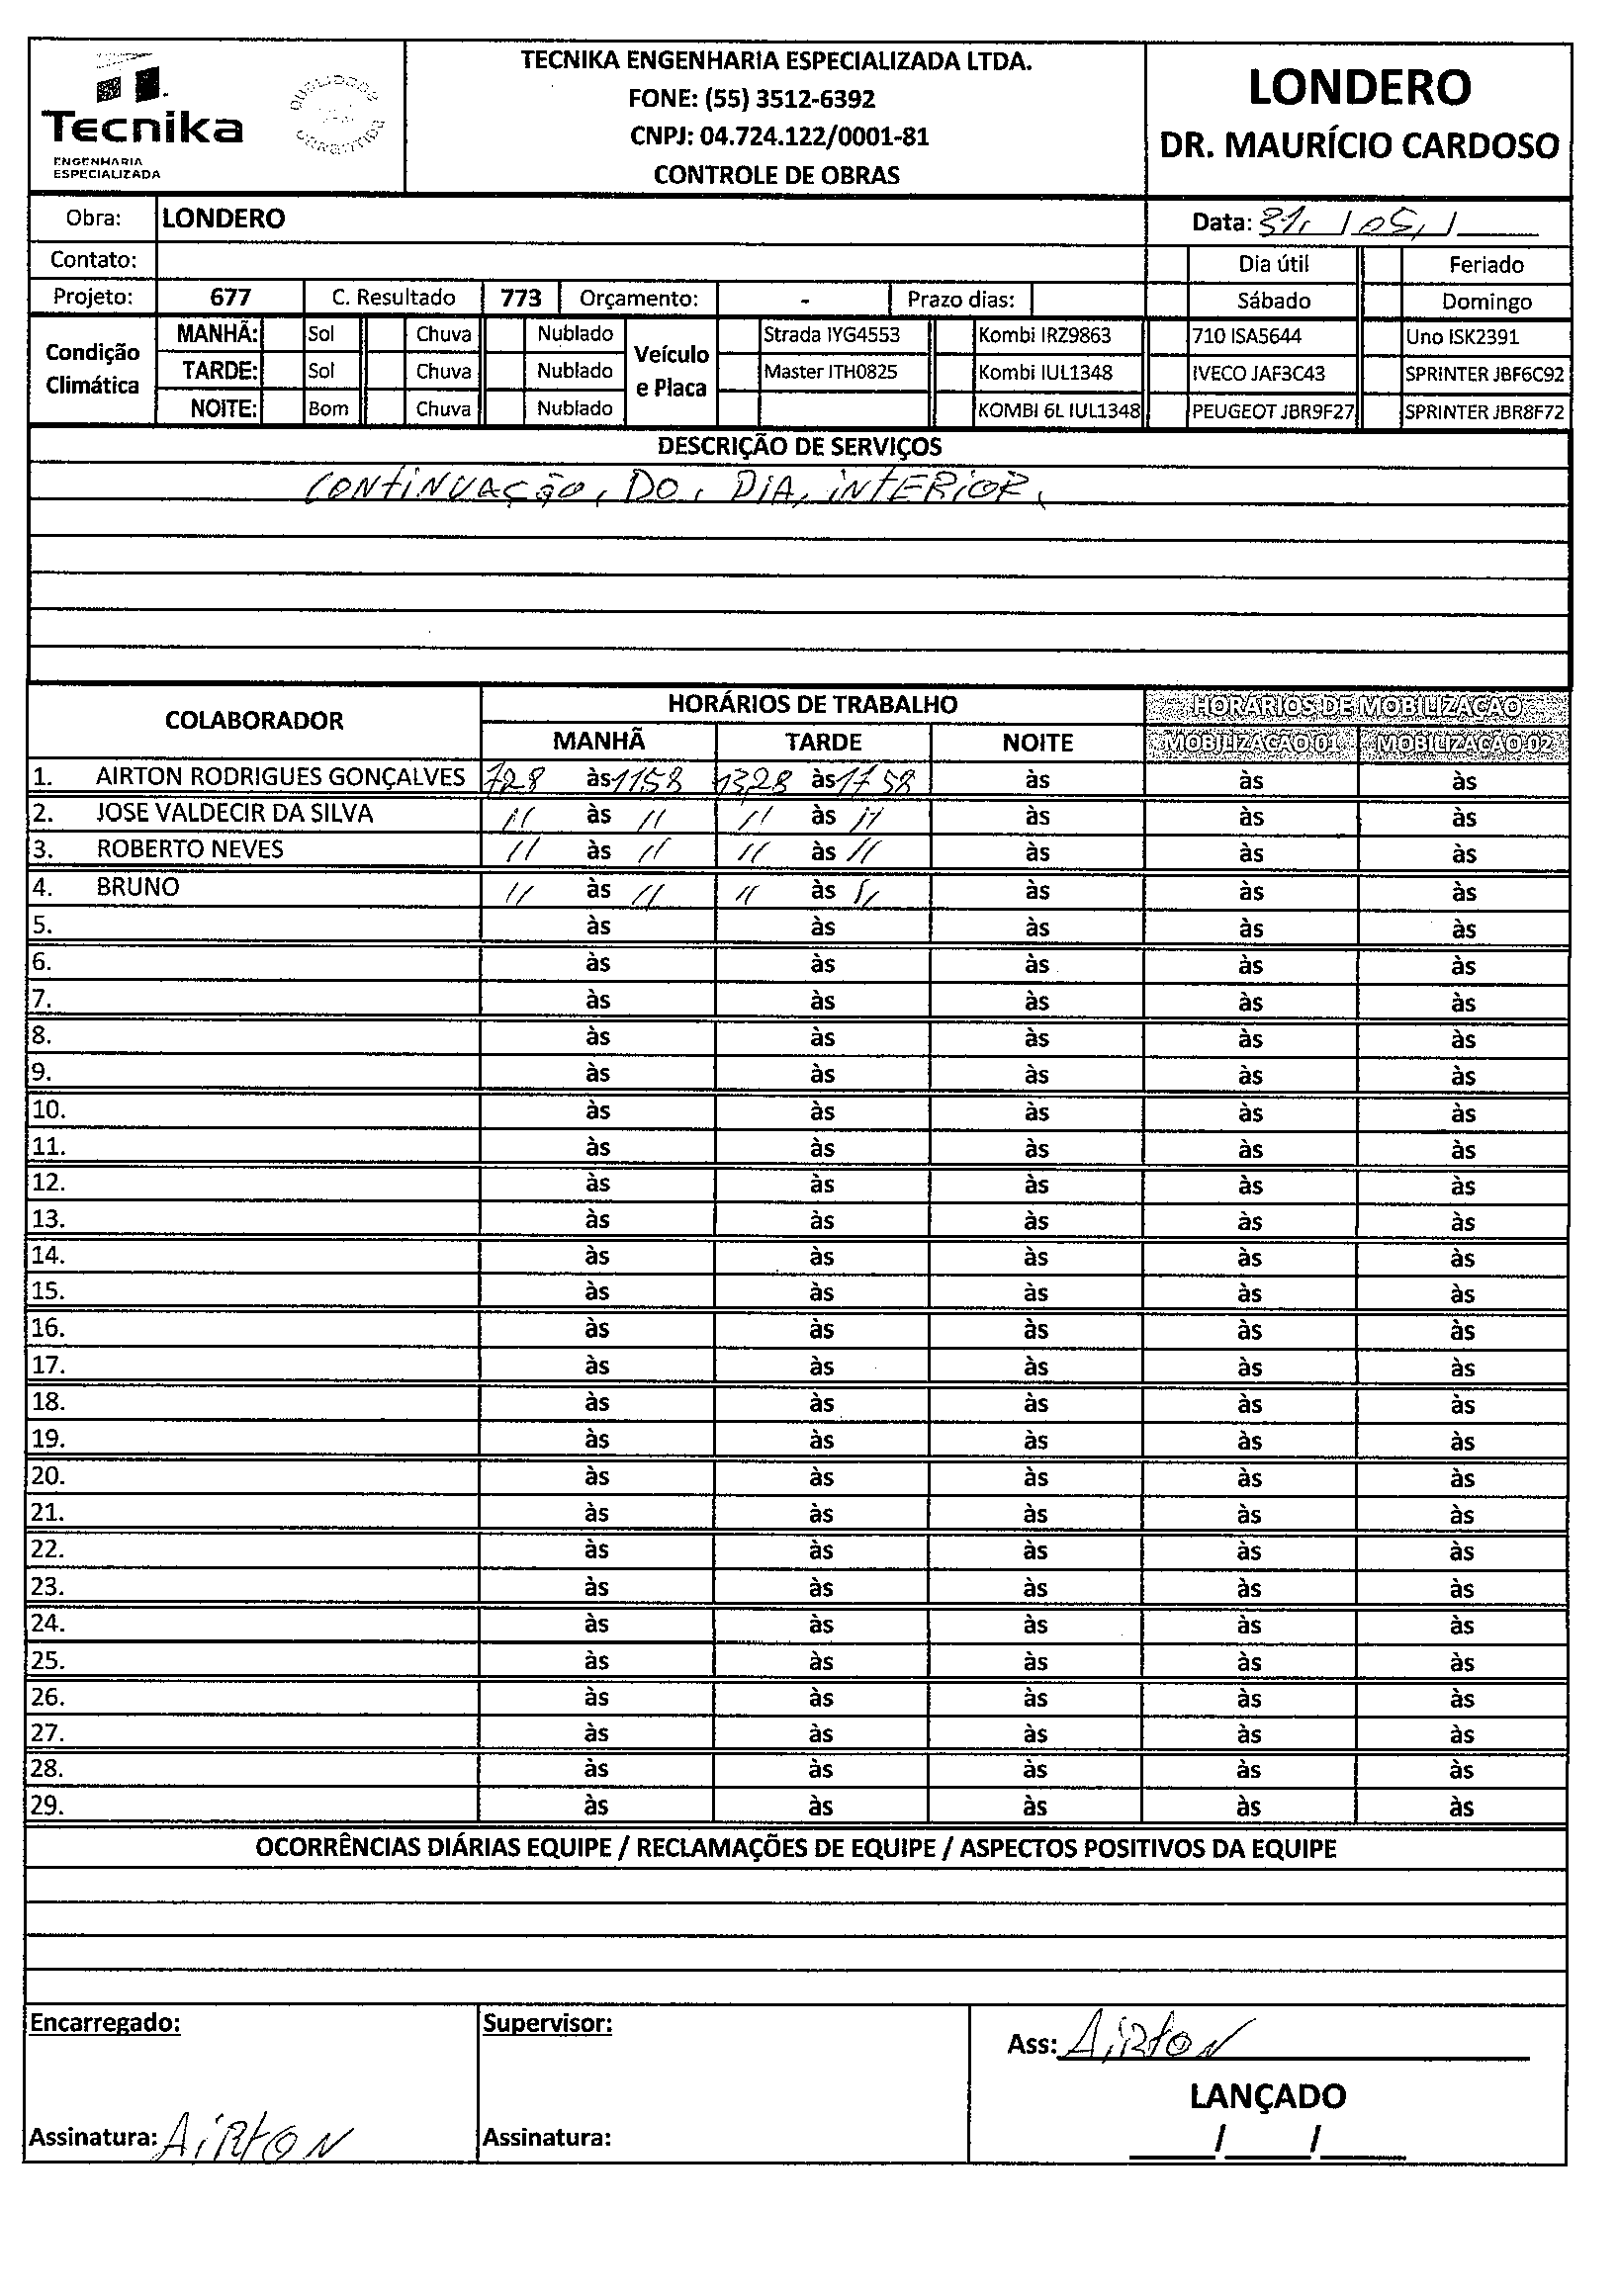 Tecnika
ENGENHARIA
ESPECIALIZADA
QUALIDADE
GARANTIDA
TECNIKA ENGENHARIA ESPECIALIZADA LTDA.
FONE: (55) 3512-6392
CNPJ: 04.724.122/0001-81
CONTROLE DE OBRAS
LONDERO
DR. MAURÍCIO CARDOSO
Obra: LONDERO Data: 31, / 05, /
Contato: Dia útil Feriado
Projeto: 677 C. Resultado 773 Orçamento: - Prazo dias: Sábado Domingo
Condição Climática
MANHÃ: Sol Chuva Nublado
TARDE: Sol Chuva Nublado
NOITE: Bom Chuva Nublado
Veículo e Placa
Strada IYG4553 Kombi IRZ9863 710 ISA5644 Uno ISK2391
Master ITH0825 Kombi IUL1348 IVECO JAF3C43 SPRINTER JBF6C92
KOMBI 6L IUL1348 PEUGEOT JBR9F27 SPRINTER JBR8F72
DESCRIÇÃO DE SERVIÇOS
CONTINUAÇÃO, DO, DIA, INTERIOR,
COLABORADOR HORÁRIOS DE TRABALHO HORÁRIOS DE MOBILIZAÇÃO
MANHÃ TARDE NOITE MOBILIZAÇÃO 01 MOBILIZAÇÃO 02
1. AIRTON RODRIGUES GONÇALVES 728 às 1158 1328 às 1758 às às às
2. JOSE VALDECIR DA SILVA // às // // às // às às às
3. ROBERTO NEVES // às // // às // às às às
4. BRUNO // às // // às // às às às
5. às às às às às
6. às às às às às
7. às às às às às
8. às às às às às
9. às às às às às
10. às às às às às
11. às às às às às
12. às às às às às
13. às às às às às
14. às às às às às
15. às às às às às
16. às às às às às
17. às às às às às
18. às às às às às
19. às às às às às
20. às às às às às
21. às às às às às
22. às às às às às
23. às às às às às
24. às às às às às
25. às às às às às
26. às às às às às
27. às às às às às
28. às às às às às
29. às às às às às
OCORRÊNCIAS DIÁRIAS EQUIPE / RECLAMAÇÕES DE EQUIPE / ASPECTOS POSITIVOS DA EQUIPE
Encarregado: Supervisor: Ass: AIRTON
LANÇADO
Assinatura: AIRTON Assinatura: / /